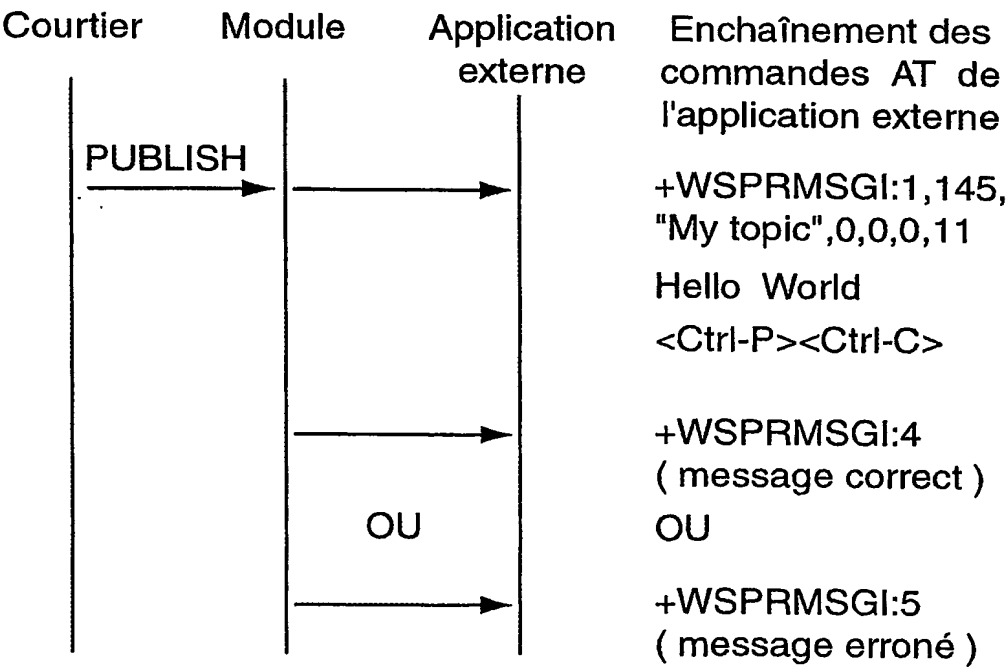 Courtier
Module
Application
externe
Enchaînement des
commandes AT de
l'application externe
PUBLISH
+WSPRMSGI:1,145,
"My topic",0,0,0,11
Hello World
<Ctrl-P><Ctrl-C>
+WSPRMSGI:4
( message correct )
OU
OU
+WSPRMSGI:5
( message erroné )